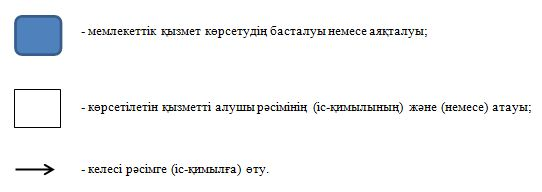 - мемлекеттік қызмет көрсетудің басталуы немесе аяқталуы;
- көрсетілетін қызметті алушы рәсімінің (іс-қимылының) және (немесе) атауы;
- келесі рәсімге (іс-қимылға) өту.